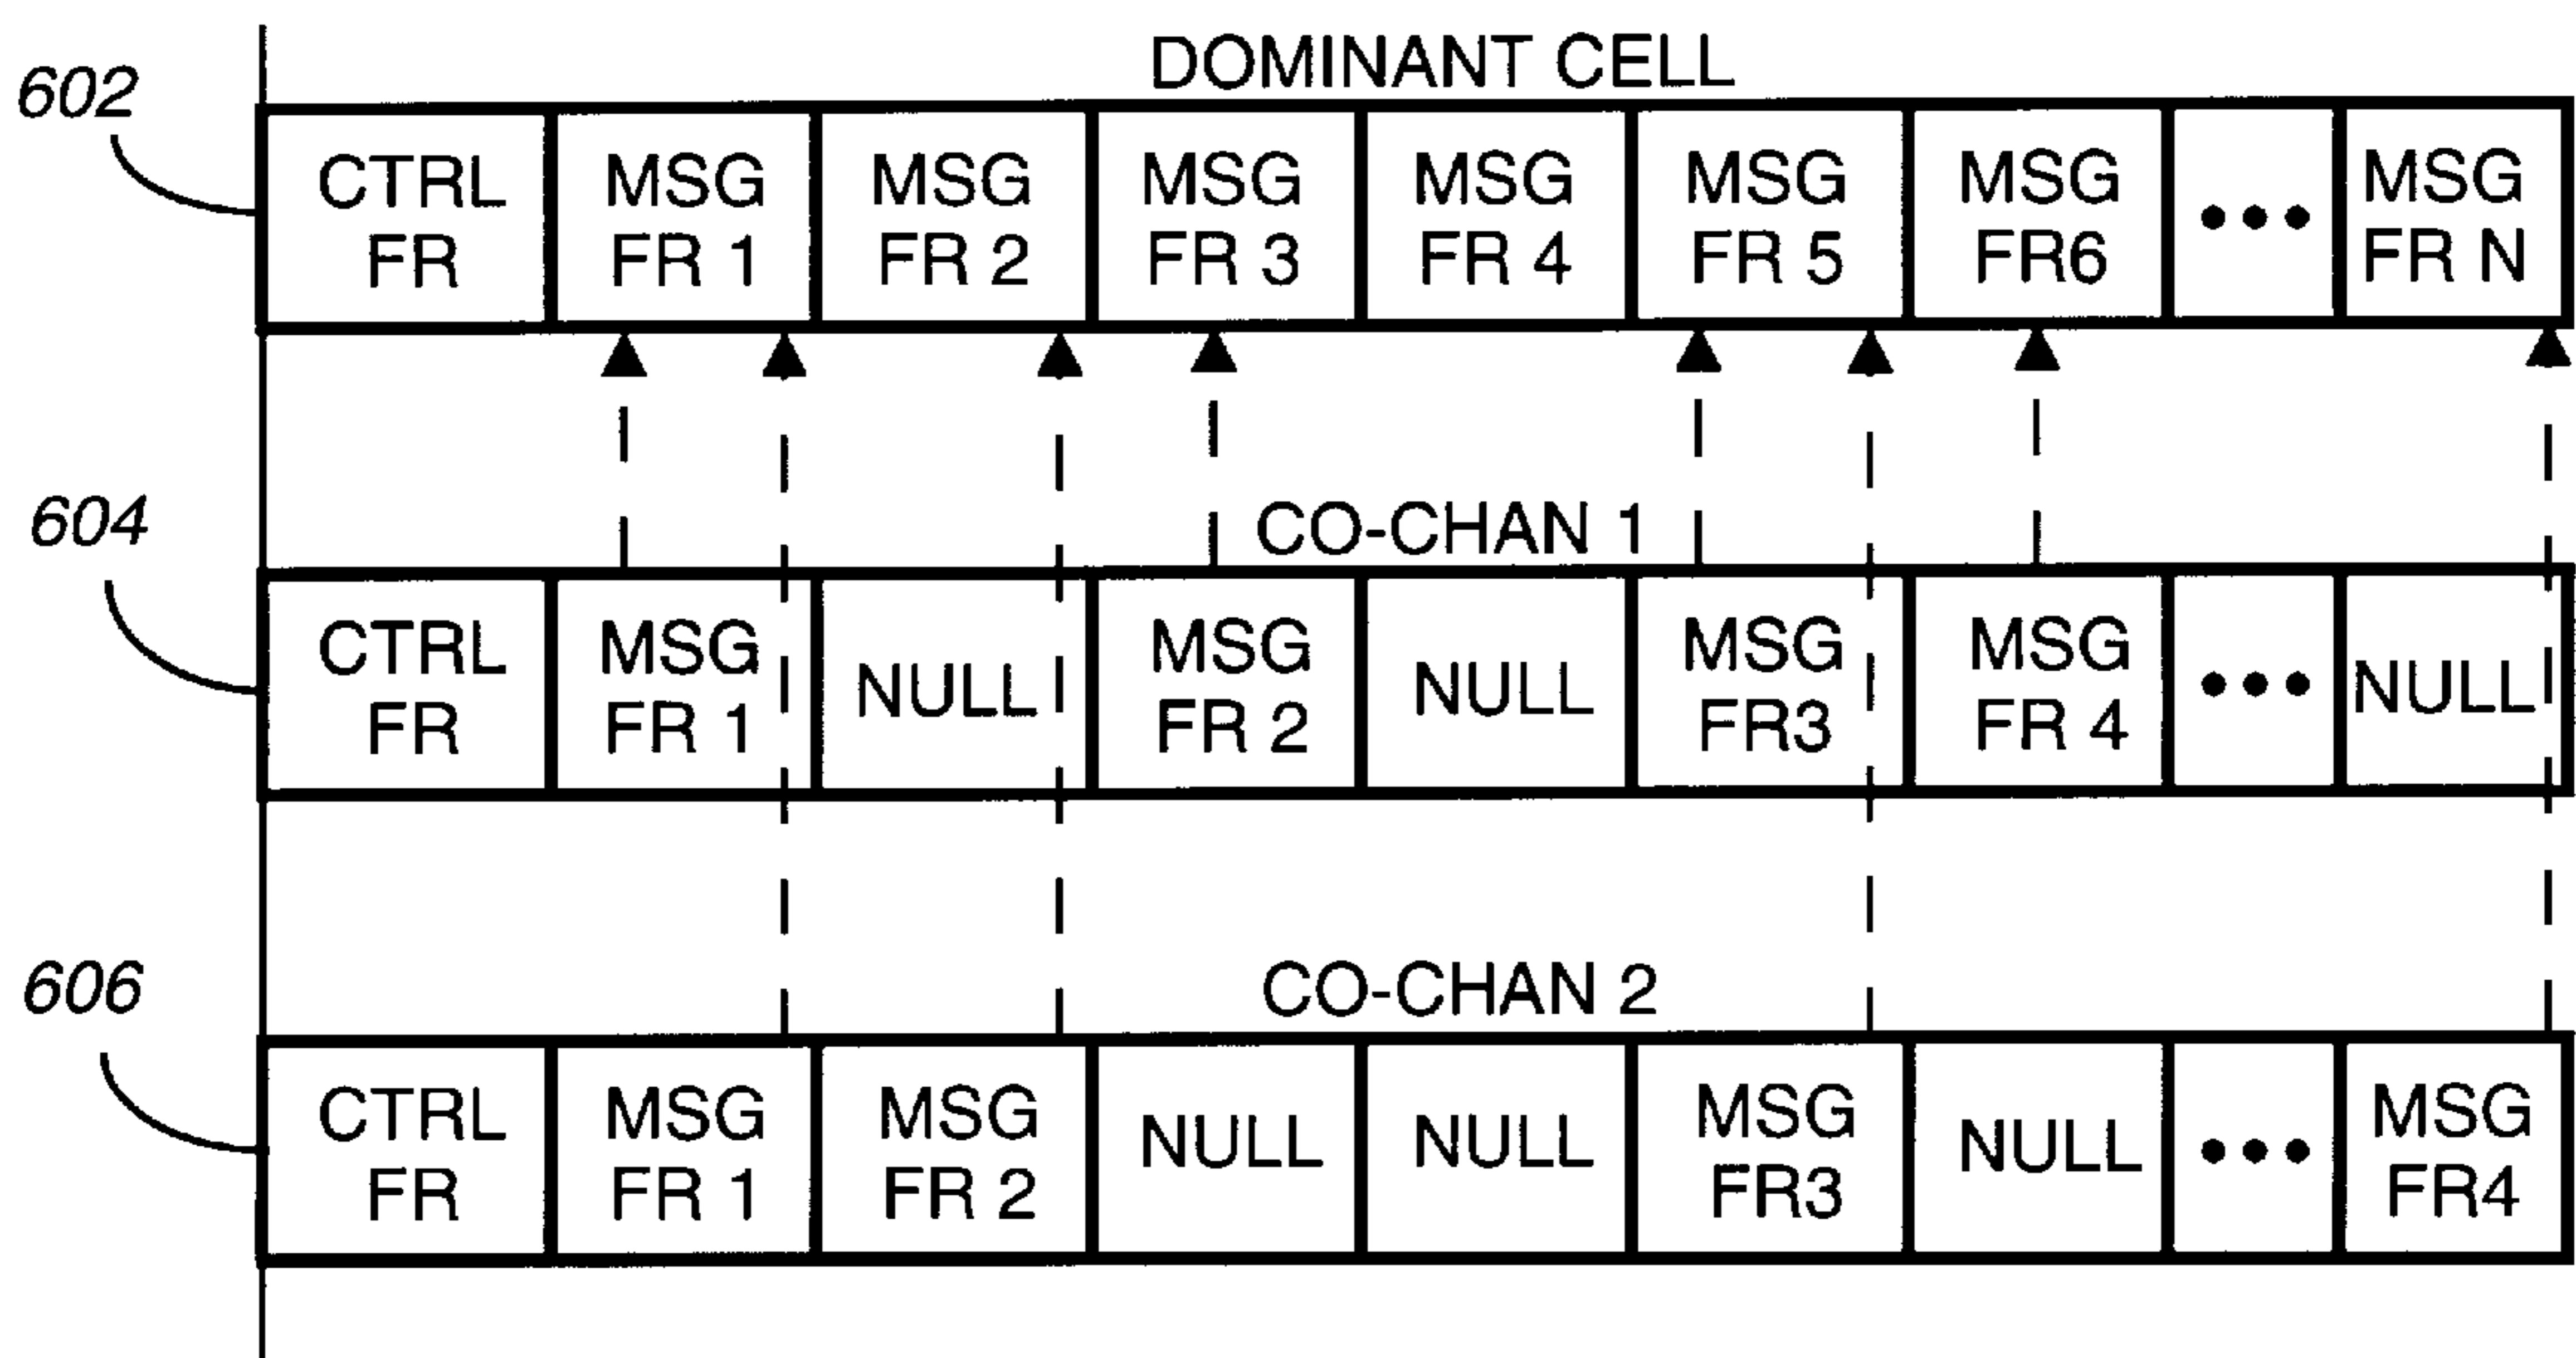 DOMINANT CELL
602
CTRL FR
MSG FR 1
MSG FR 2
MSG FR 3
MSG FR 4
MSG FR 5
MSG FR6
•••
MSG FR N
CO-CHAN 1
604
CTRL FR
MSG FR 1
NULL
MSG FR 2
NULL
MSG FR3
MSG FR 4
•••
NULL
CO-CHAN 2
606
CTRL FR
MSG FR 1
MSG FR 2
NULL
NULL
MSG FR3
NULL
•••
MSG FR4